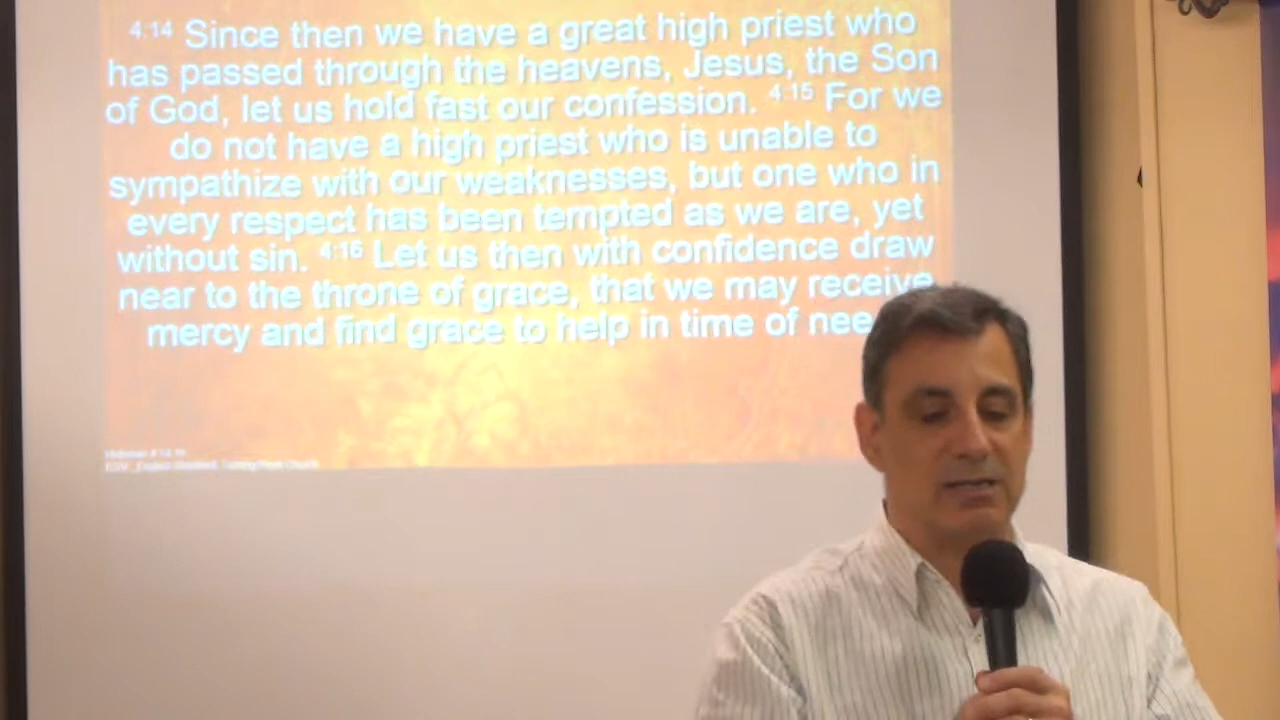 4:14 Since then we have a great high priest who
has passed through the heavens, Jesus, the Son
of God, let us hold fast our confession. 4:15 For we
do not have a high priest who is unable to
sympathize with our weaknesses, but one who in
every respect has been tempted as we are, yet
without sin. 4:16 Let us then with confidence draw
near to the throne of grace, that we may receive
mercy and find grace to help in time of nee